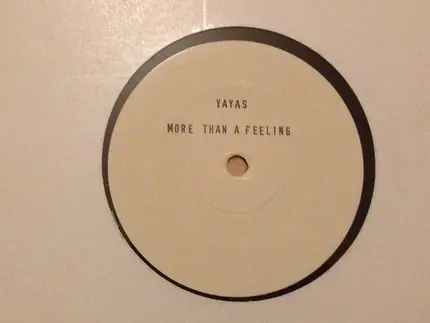 YAYAS
MORE THAN A FEELING